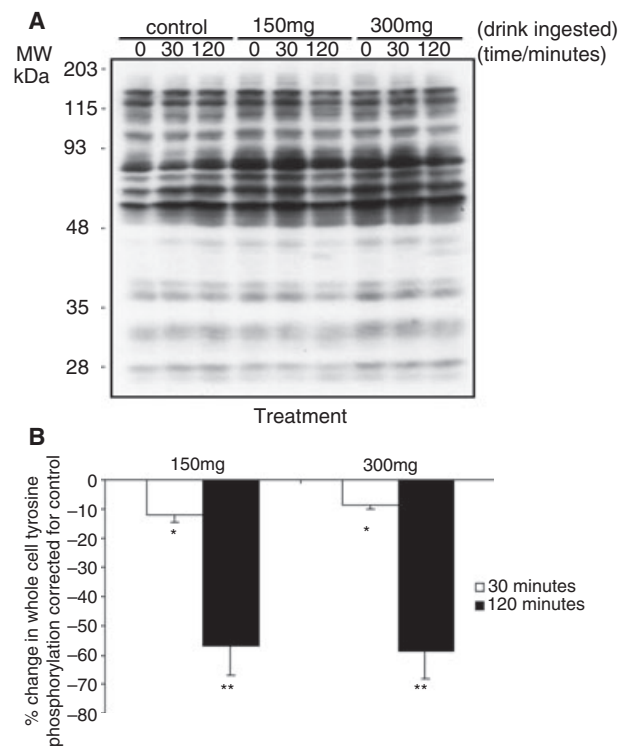 A
control 150mg 300mg (drink ingested)
MW kDa
0 30 120 0 30 120 0 30 120 (time/minutes)
203
115
93
48
35
28
Treatment
B
150mg 300mg
% change in whole cell tyrosine
phosphorylation corrected for control
0
–10
–20
–30
–40
–50
–60
–70
–80
*
**
*
**
30 minutes
120 minutes